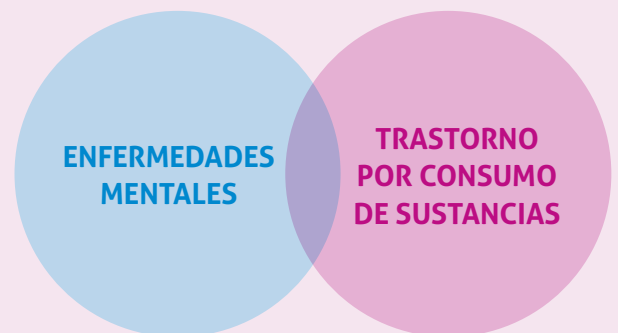 ENFERMEDADES
MENTALES
TRASTORNO
POR CONSUMO
DE SUSTANCIAS